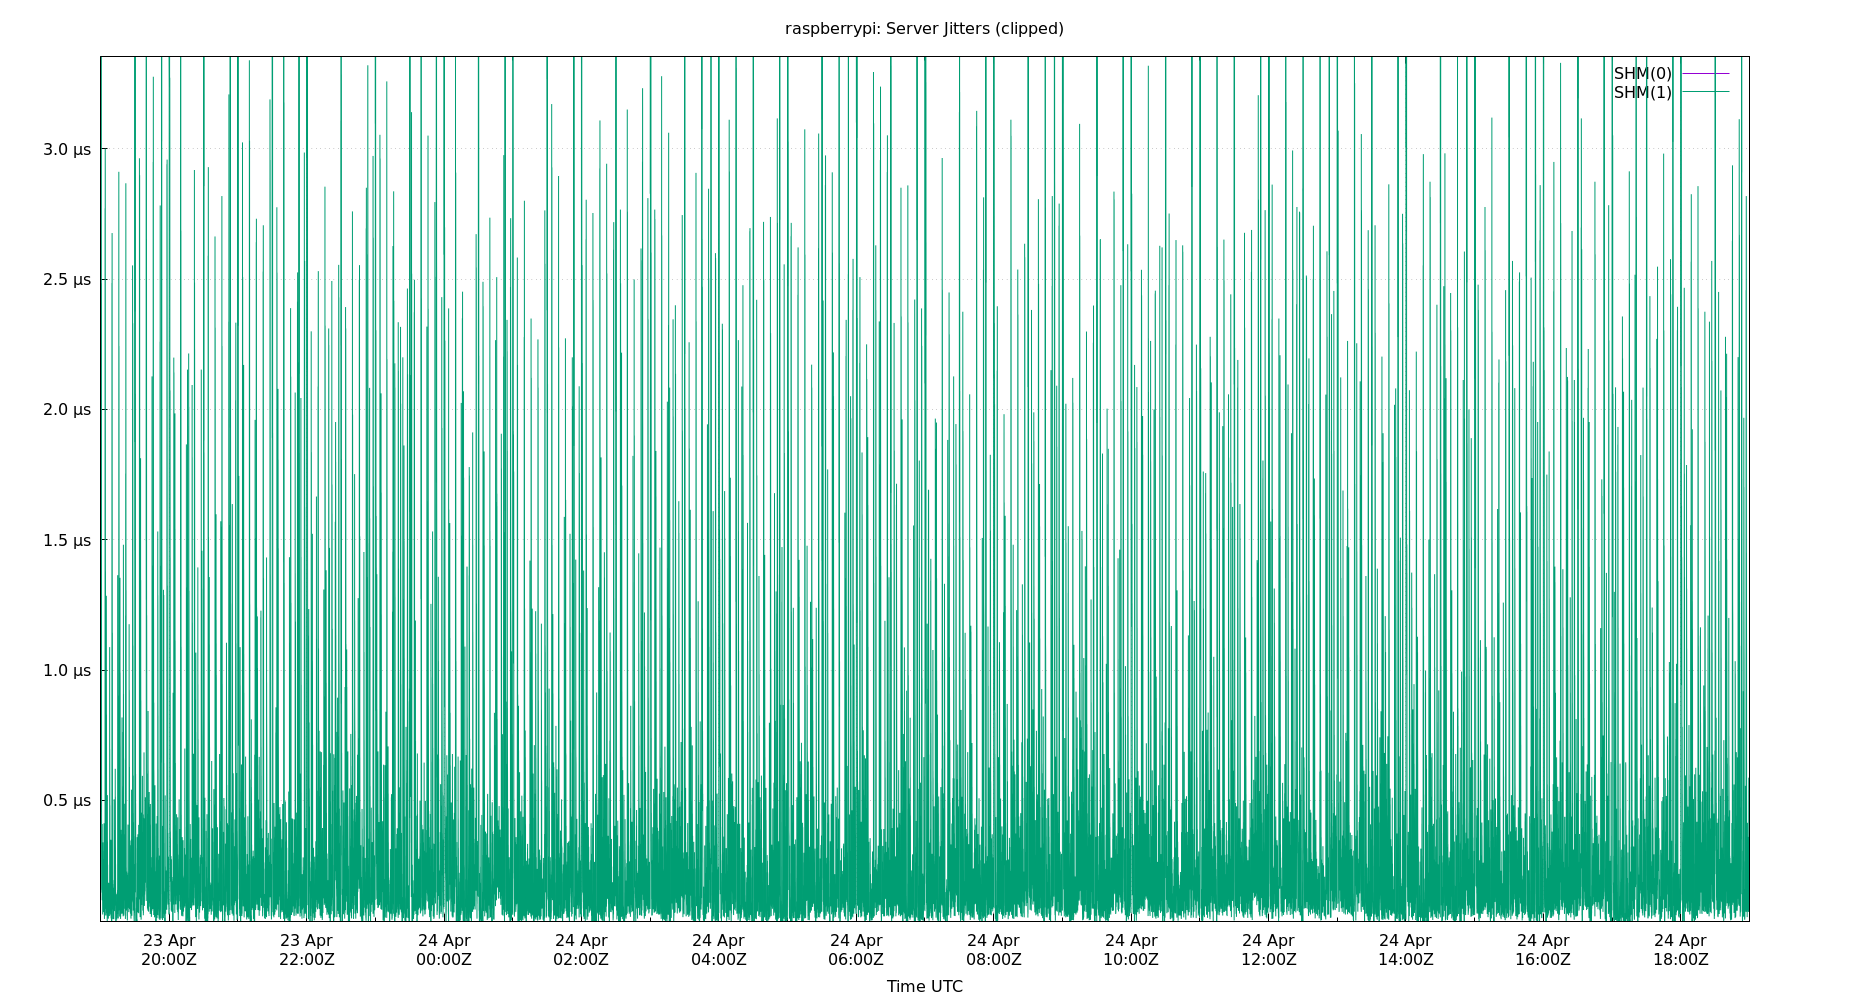 raspberrypi: Server Jitters (clipped)
SHM(0)
SHM(1)
3.0 µs
2.5 µs
2.0 µs
1.5 µs
1.0 µs
0.5 µs
23 Apr 23 Apr 24 Apr 24 Apr 24 Apr 24 Apr 24 Apr 24 Apr 24 Apr 24 Apr 24 Apr 24 Apr
20:00Z 22:00Z 00:00Z 02:00Z 04:00Z 06:00Z 08:00Z 10:00Z 12:00Z 14:00Z 16:00Z 18:00Z
Time UTC